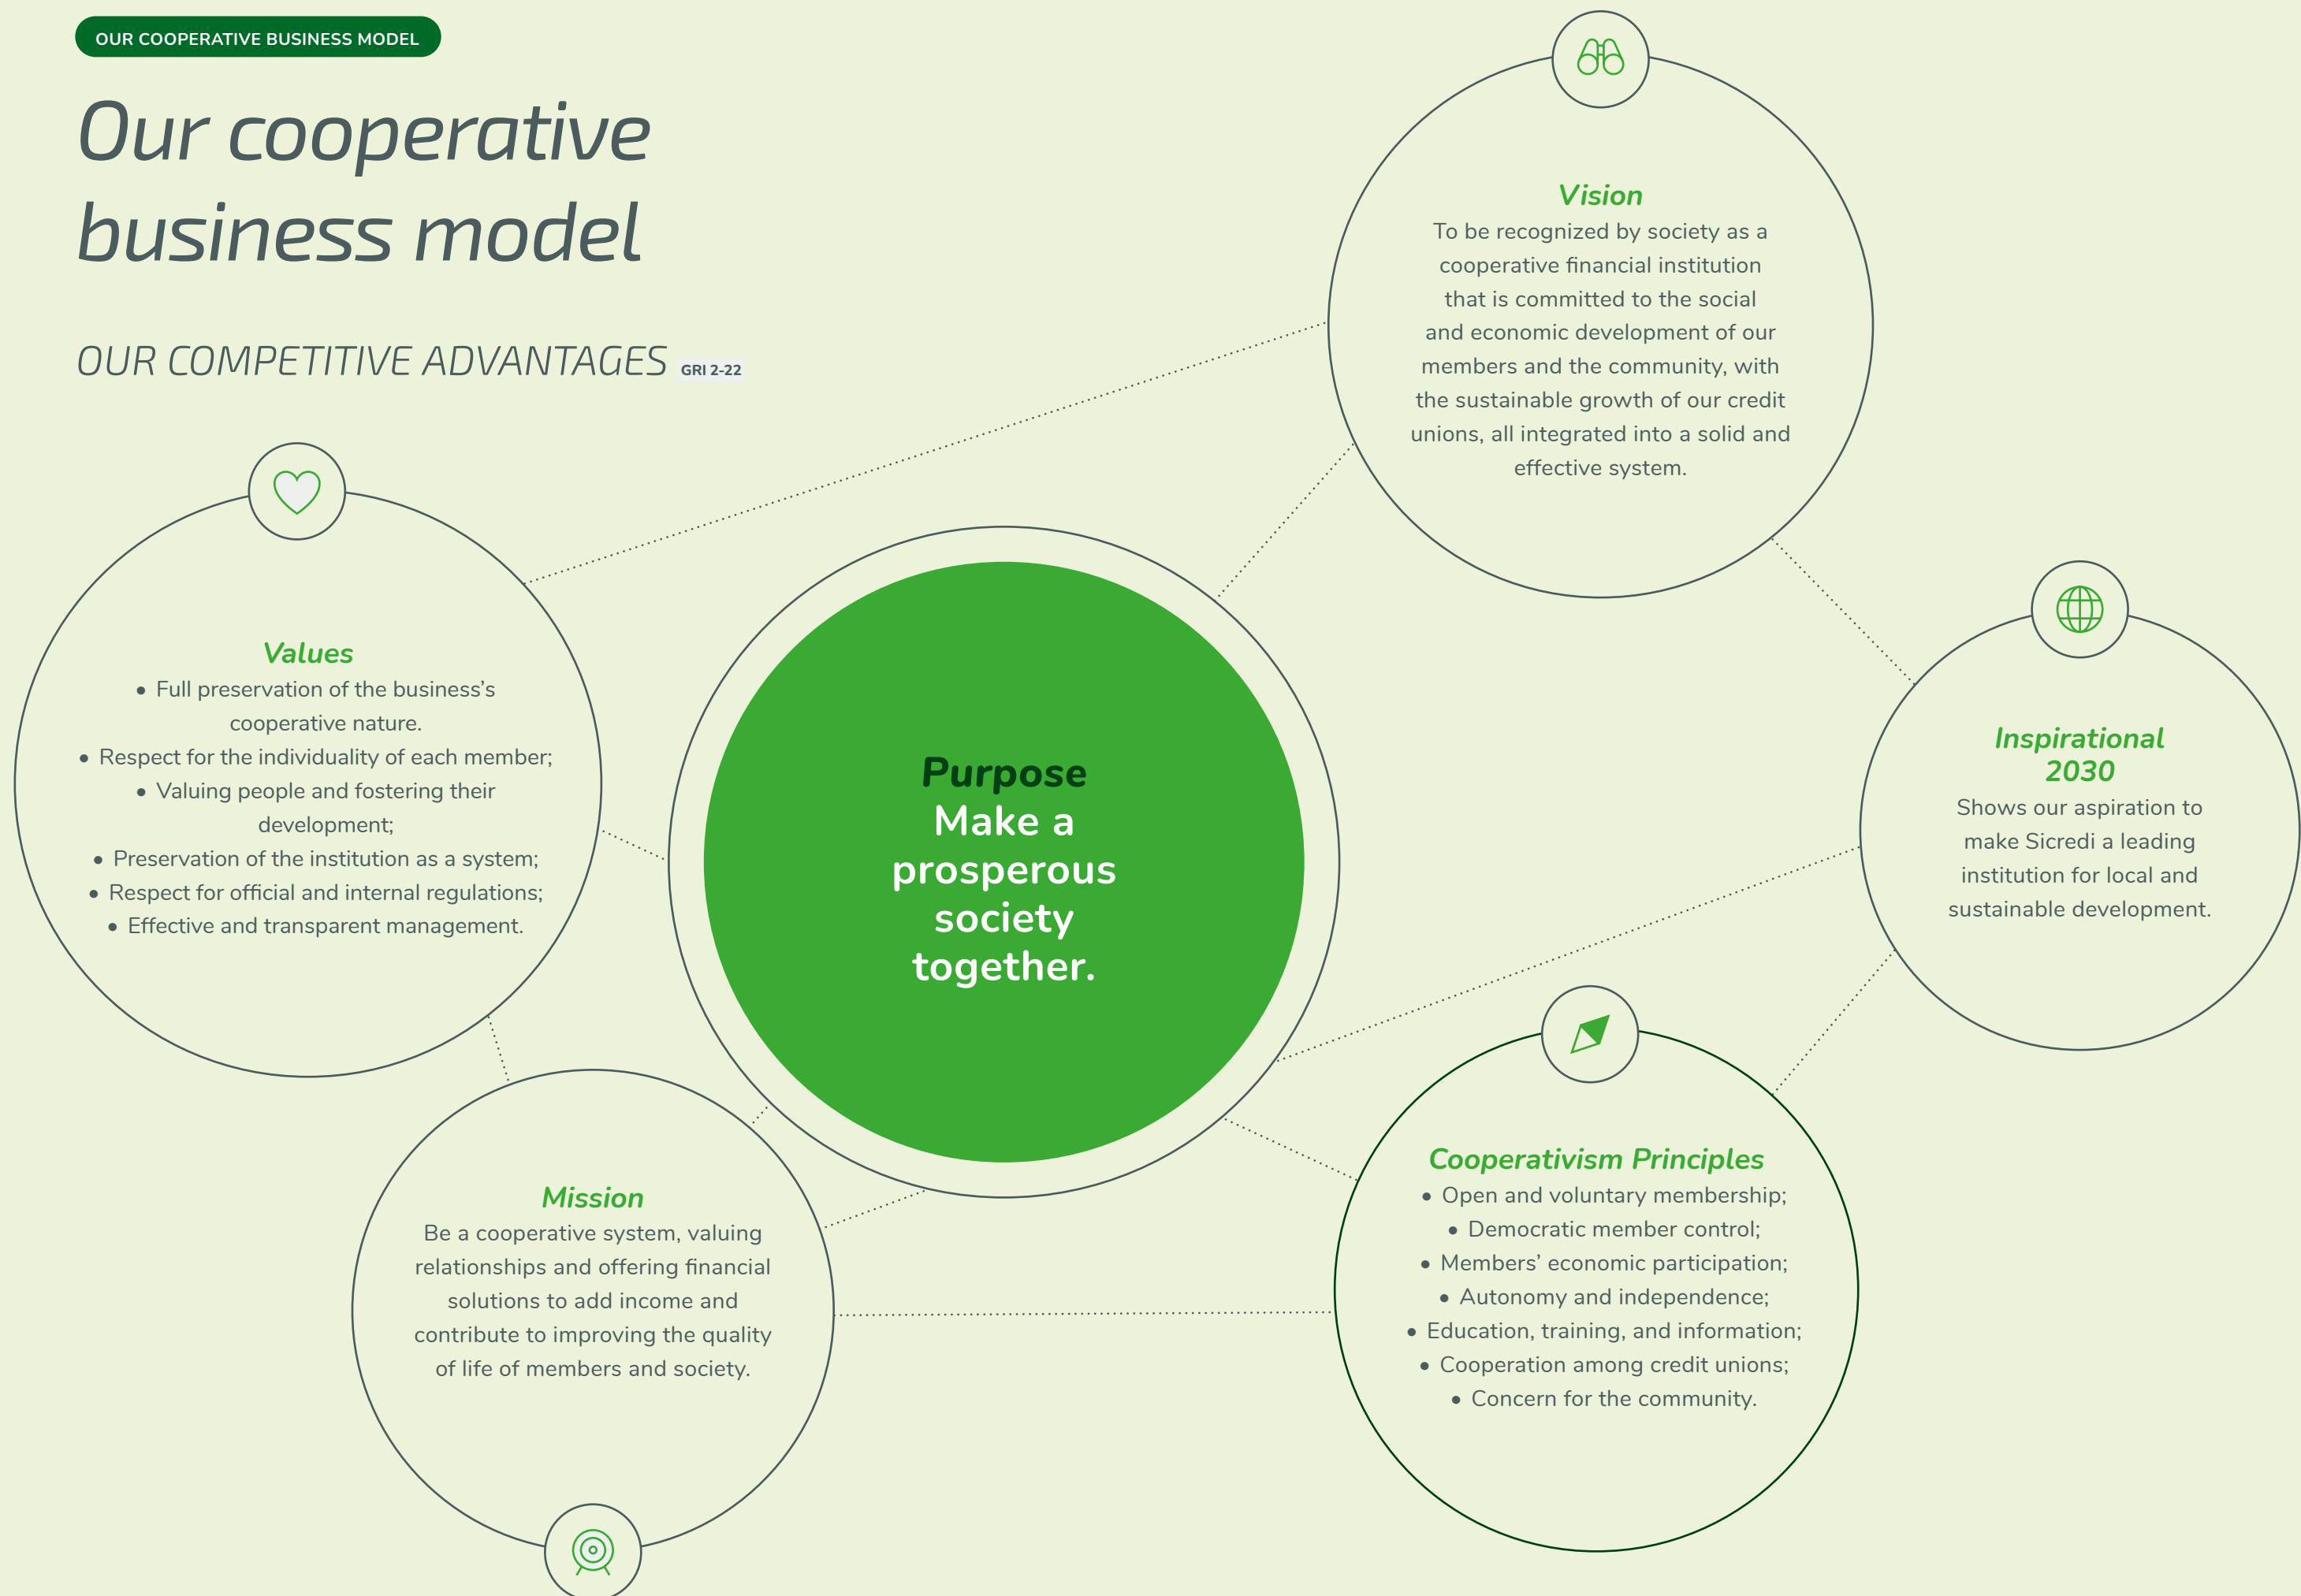 OUR COOPERATIVE BUSINESS MODEL
Our cooperative
business model
OUR COMPETITIVE ADVANTAGES GRI 2-22
Vision
To be recognized by society as a
cooperative financial institution
that is committed to the social
and economic development of our
members and the community, with
the sustainable growth of our credit
unions, all integrated into a solid and
effective system.
Values
• Full preservation of the business’s
cooperative nature.
• Respect for the individuality of each member;
• Valuing people and fostering their
development;
• Preservation of the institution as a system;
• Respect for official and internal regulations;
• Effective and transparent management.
Purpose
Make a
prosperous
society
together.
Inspirational
2030
Shows our aspiration to
make Sicredi a leading
institution for local and
sustainable development.
Mission
Be a cooperative system, valuing
relationships and offering financial
solutions to add income and
contribute to improving the quality
of life of members and society.
Cooperativism Principles
• Open and voluntary membership;
• Democratic member control;
• Members’ economic participation;
• Autonomy and independence;
• Education, training, and information;
• Cooperation among credit unions;
• Concern for the community.